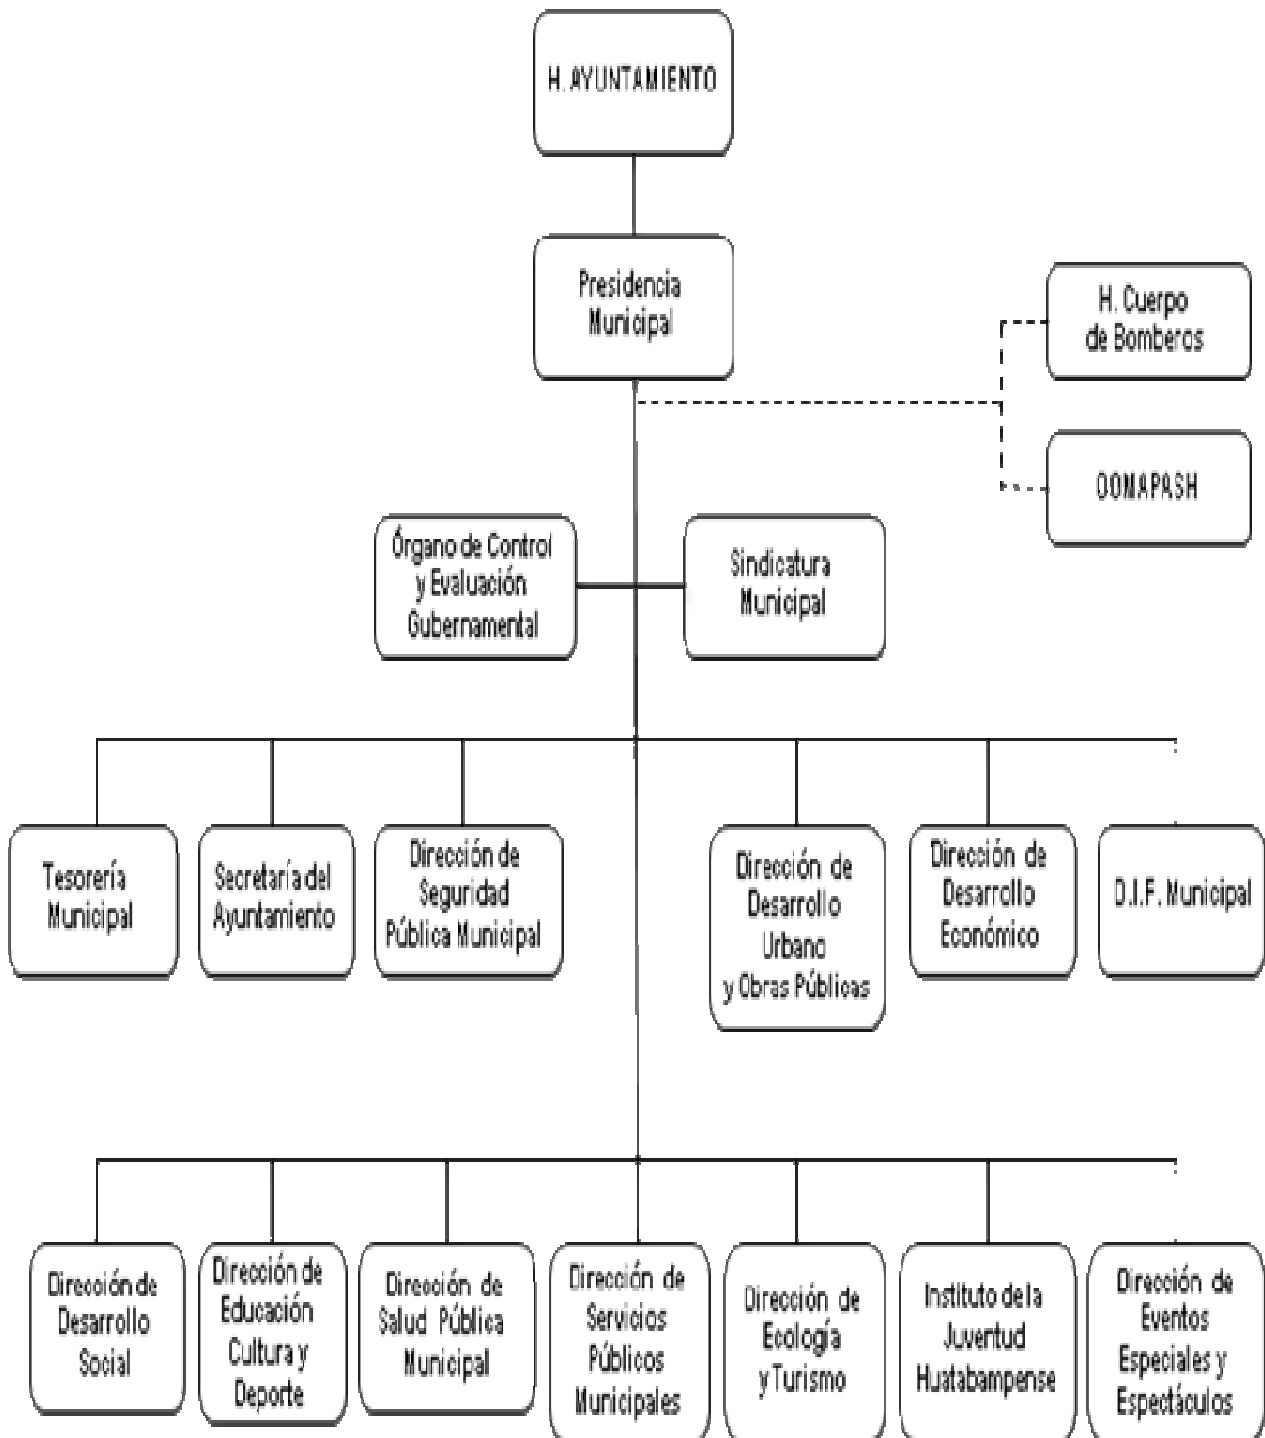 H. AYUNTAMIENTO
Presidencia
Municipal
H. Cuerpo
de Bomberos
OOMAPASH
Órgano de Control
y Evaluación
Gubernamental
Sindicatura
Municipal
Tesorería
Municipal
Secretaría del
Ayuntamiento
Dirección de
Seguridad
Pública Municipal
Dirección de
Desarrollo
Urbano
y Obras Públicas
Dirección de
Desarrollo
Económico
D.I.F. Municipal
Dirección de
Desarrollo
Social
Dirección de
Educación
Cultura y
Deporte
Dirección de
Salud Pública
Municipal
Dirección de
Servicios
Públicos
Municipales
Dirección de
Ecología
y Turismo
Instituto de la
Juventud
Huatabampense
Dirección de
Eventos
Especiales y
Espectáculos